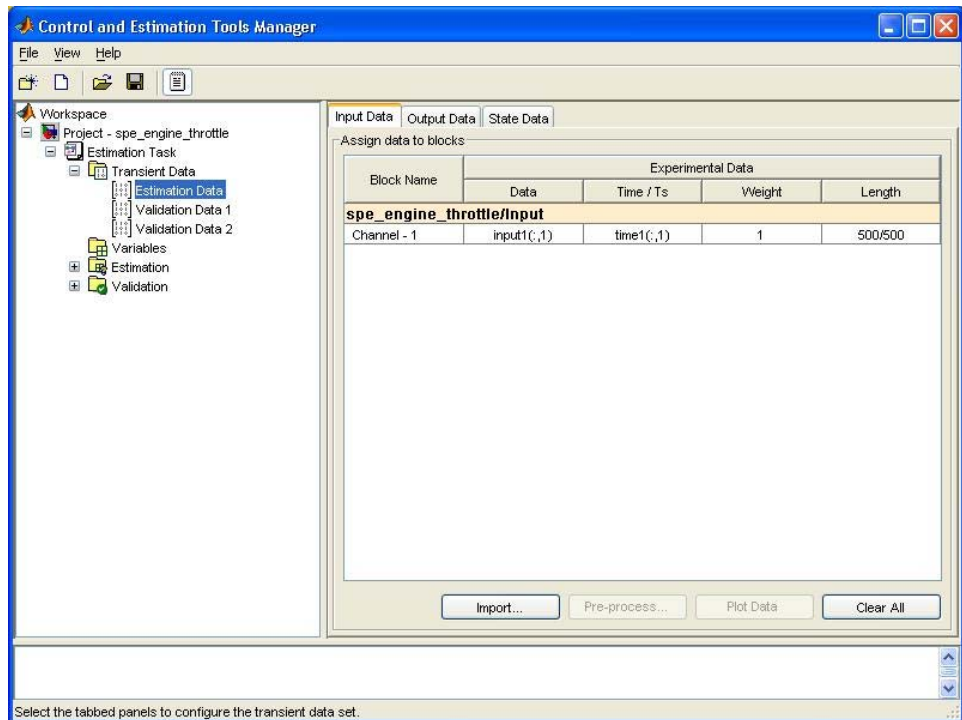 Control and Estimation Tools Manager
File View Help
Workspace
Project - spe_engine_throttle
Estimation Task
Transient Data
Estimation Data
Validation Data 1
Validation Data 2
Variables
Estimation
Validation
Input Data Output Data State Data
Assign data to blocks
Block Name Experimental Data
Data Time / Ts Weight Length
spe_engine_throttle/Input
Channel - 1 input1(:,1) time1(:,1) 1 500/500
Import... Pre-process... Plot Data Clear All
Select the tabbed panels to configure the transient data set.